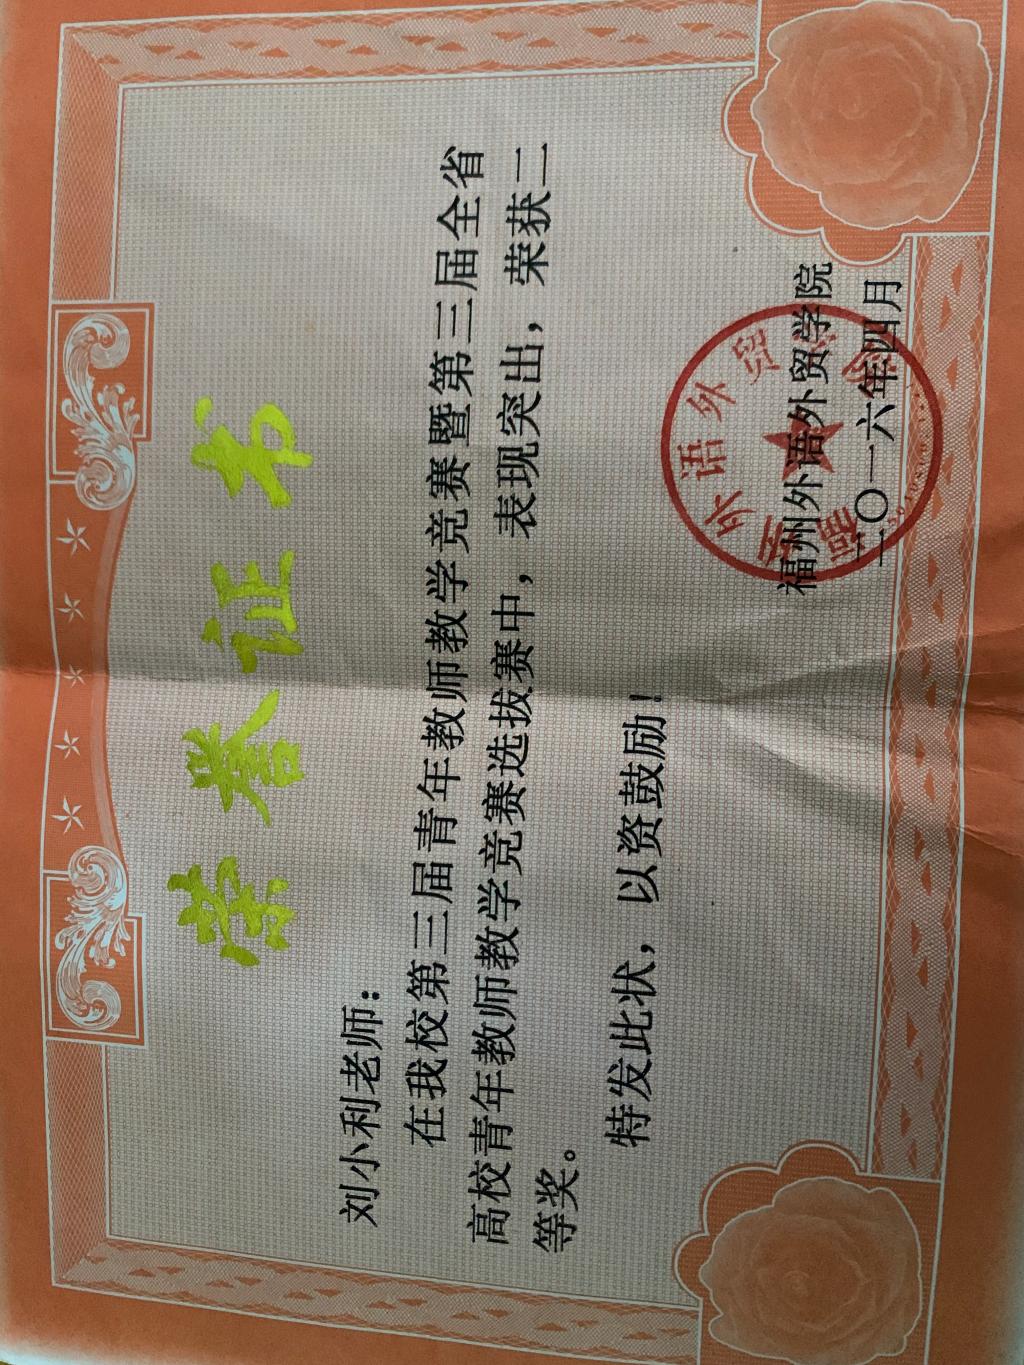 荣誉证书
刘小利老师：
在我校第三届青年教师教学竞赛暨第三届全省
高校青年教师教学竞赛选拔赛中，表现突出，荣获二
等奖。
特发此状，以资鼓励！
福州外语外贸学院
二〇一六年四月